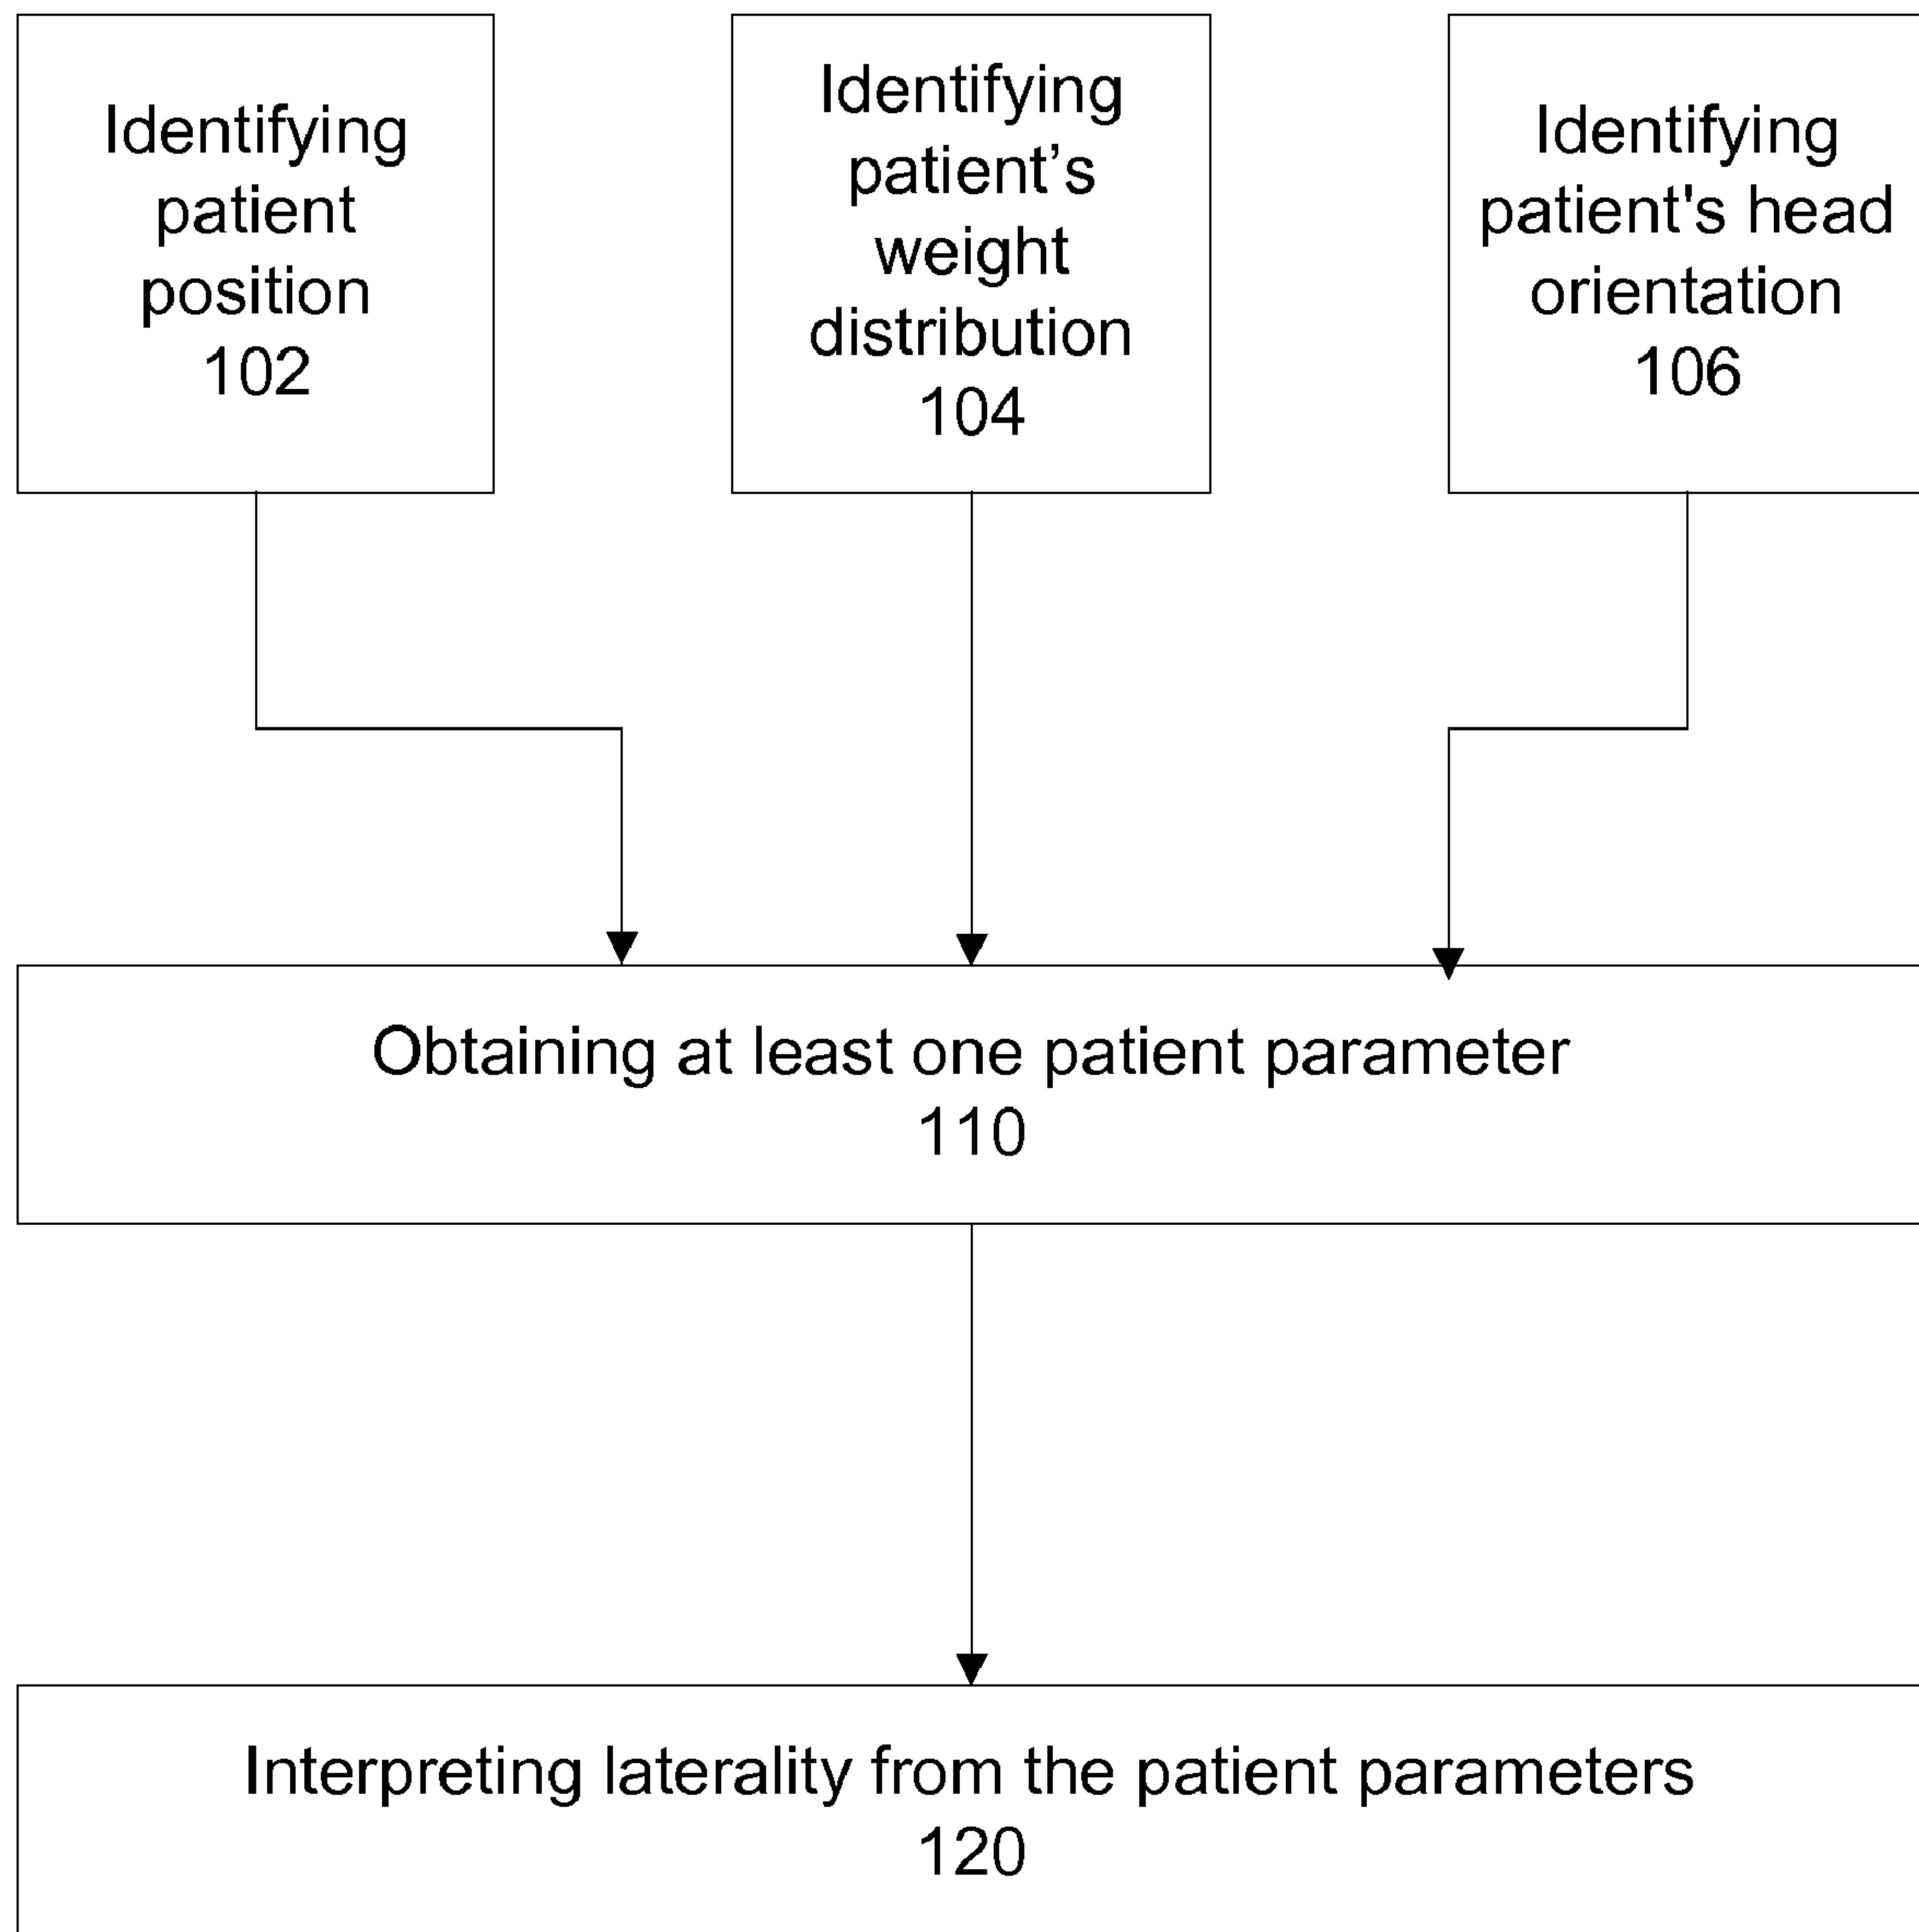 Identifying
patient
position
102
Identifying
patient’s
weight
distribution
104
Identifying
patient's head
orientation
106
Obtaining at least one patient parameter
110
Interpreting laterality from the patient parameters
120